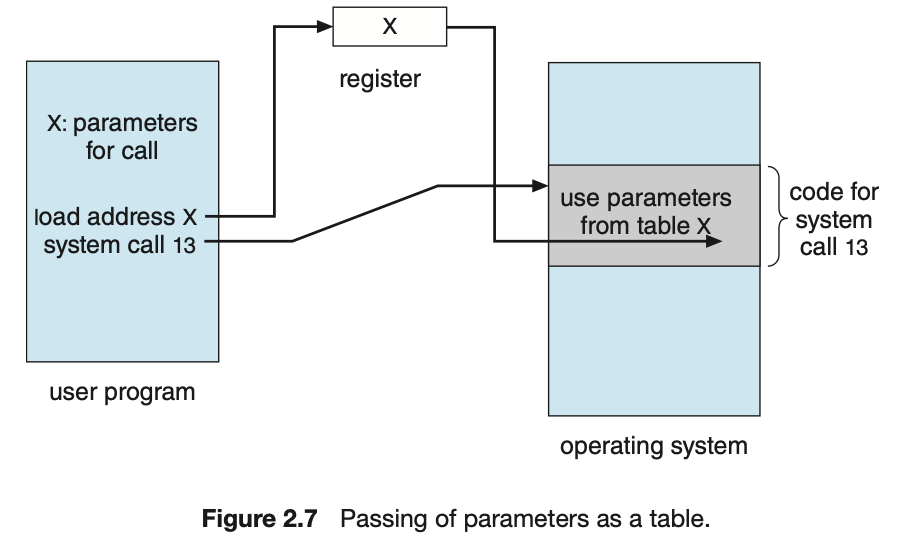 X
register
X: parameters
for call
load address X
system call 13
user program
use parameters
from table X
code for
system
call 13
operating system
Figure 2.7 Passing of parameters as a table.